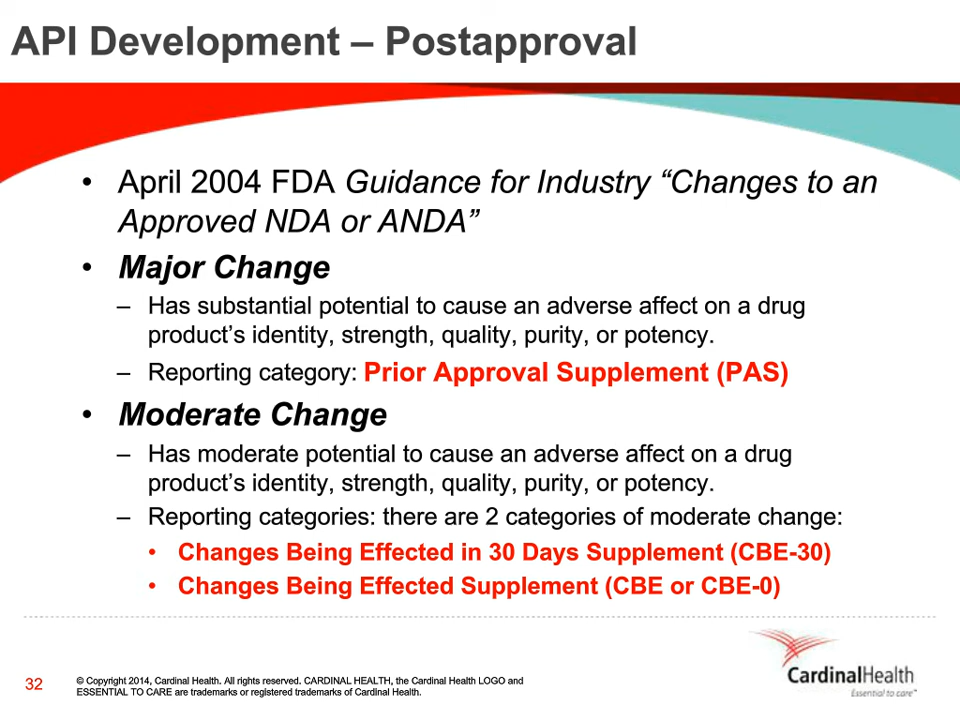 API Development – Postapproval
• April 2004 FDA Guidance for Industry “Changes to an
Approved NDA or ANDA”
• Major Change
– Has substantial potential to cause an adverse affect on a drug
product’s identity, strength, quality, purity, or potency.
– Reporting category: Prior Approval Supplement (PAS)
• Moderate Change
– Has moderate potential to cause an adverse affect on a drug
product’s identity, strength, quality, purity, or potency.
– Reporting categories: there are 2 categories of moderate change:
• Changes Being Effected in 30 Days Supplement (CBE-30)
• Changes Being Effected Supplement (CBE or CBE-0)
32
© Copyright 2014, Cardinal Health. All rights reserved. CARDINAL HEALTH, the Cardinal Health LOGO and
ESSENTIAL TO CARE are trademarks or registered trademarks of Cardinal Health.
CardinalHealth
Essential to care™